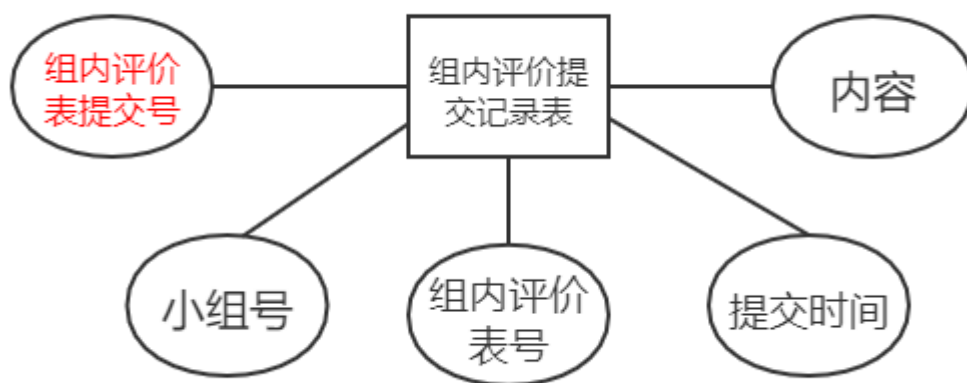 组内评价
表提交号
组内评价提
交记录表
内容
小组号
组内评价
表号
提交时间